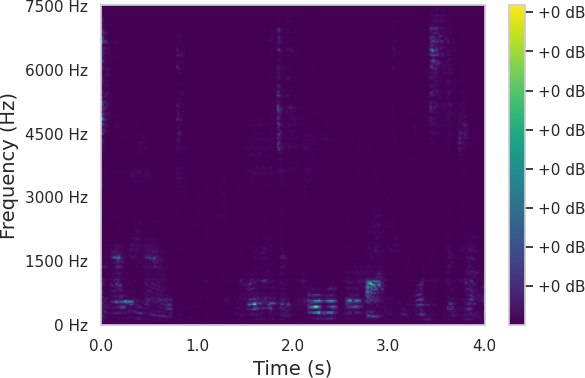 7500 Hz
6000 Hz
4500 Hz
3000 Hz
1500 Hz
0 Hz
Frequency (Hz)
0.0 1.0 2.0 3.0 4.0
Time (s)
+0 dB
+0 dB
+0 dB
+0 dB
+0 dB
+0 dB
+0 dB
+0 dB